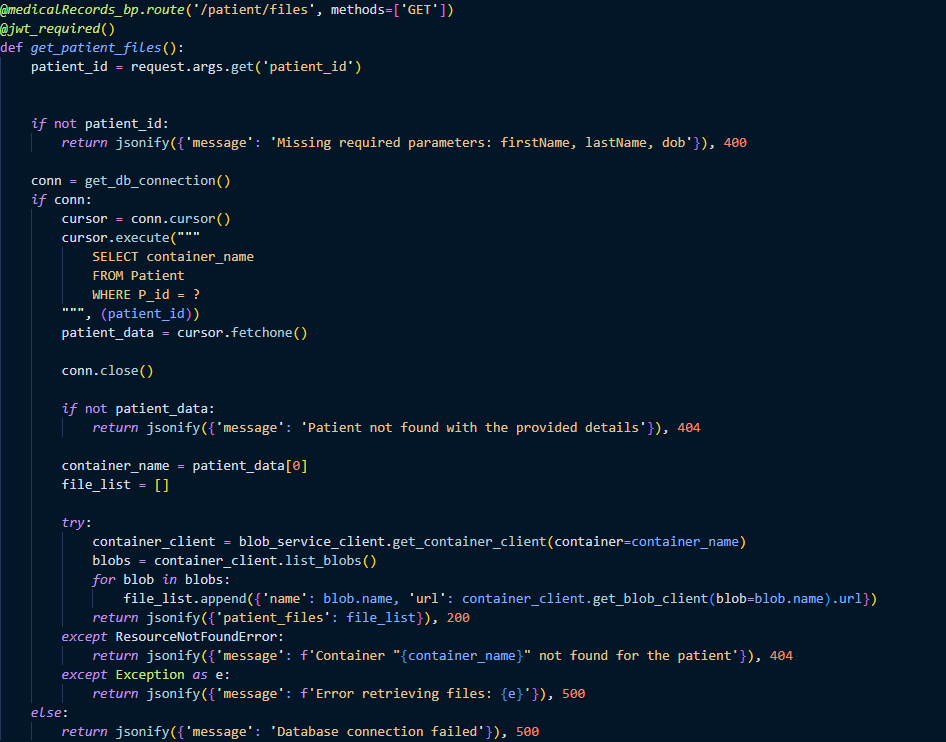 @medicalRecords_bp.route('/patient/files', methods=['GET'])
@jwt_required()
def get_patient_files():
    patient_id = request.args.get('patient_id')
    if not patient_id:
        return jsonify({'message': 'Missing required parameters: firstName, lastName, dob'}), 400
    conn = get_db_connection()
    if conn:
        cursor = conn.cursor()
        cursor.execute("""
            SELECT container_name
            FROM Patient
            WHERE P_id = ?
        """, (patient_id))
        patient_data = cursor.fetchone()
        conn.close()
        if not patient_data:
            return jsonify({'message': 'Patient not found with the provided details'}), 404
        container_name = patient_data[0]
        file_list = []
        try:
            container_client = blob_service_client.get_container_client(container=container_name)
            blobs = container_client.list_blobs()
            for blob in blobs:
                file_list.append({'name': blob.name, 'url': container_client.get_blob_client(blob=blob.name).url})
            return jsonify({'patient_files': file_list}), 200
        except ResourceNotFoundError:
            return jsonify({'message': f'Container "{container_name}" not found for the patient'}), 404
        except Exception as e:
            return jsonify({'message': f'Error retrieving files: {e}'}), 500
    else:
        return jsonify({'message': 'Database connection failed'}), 500